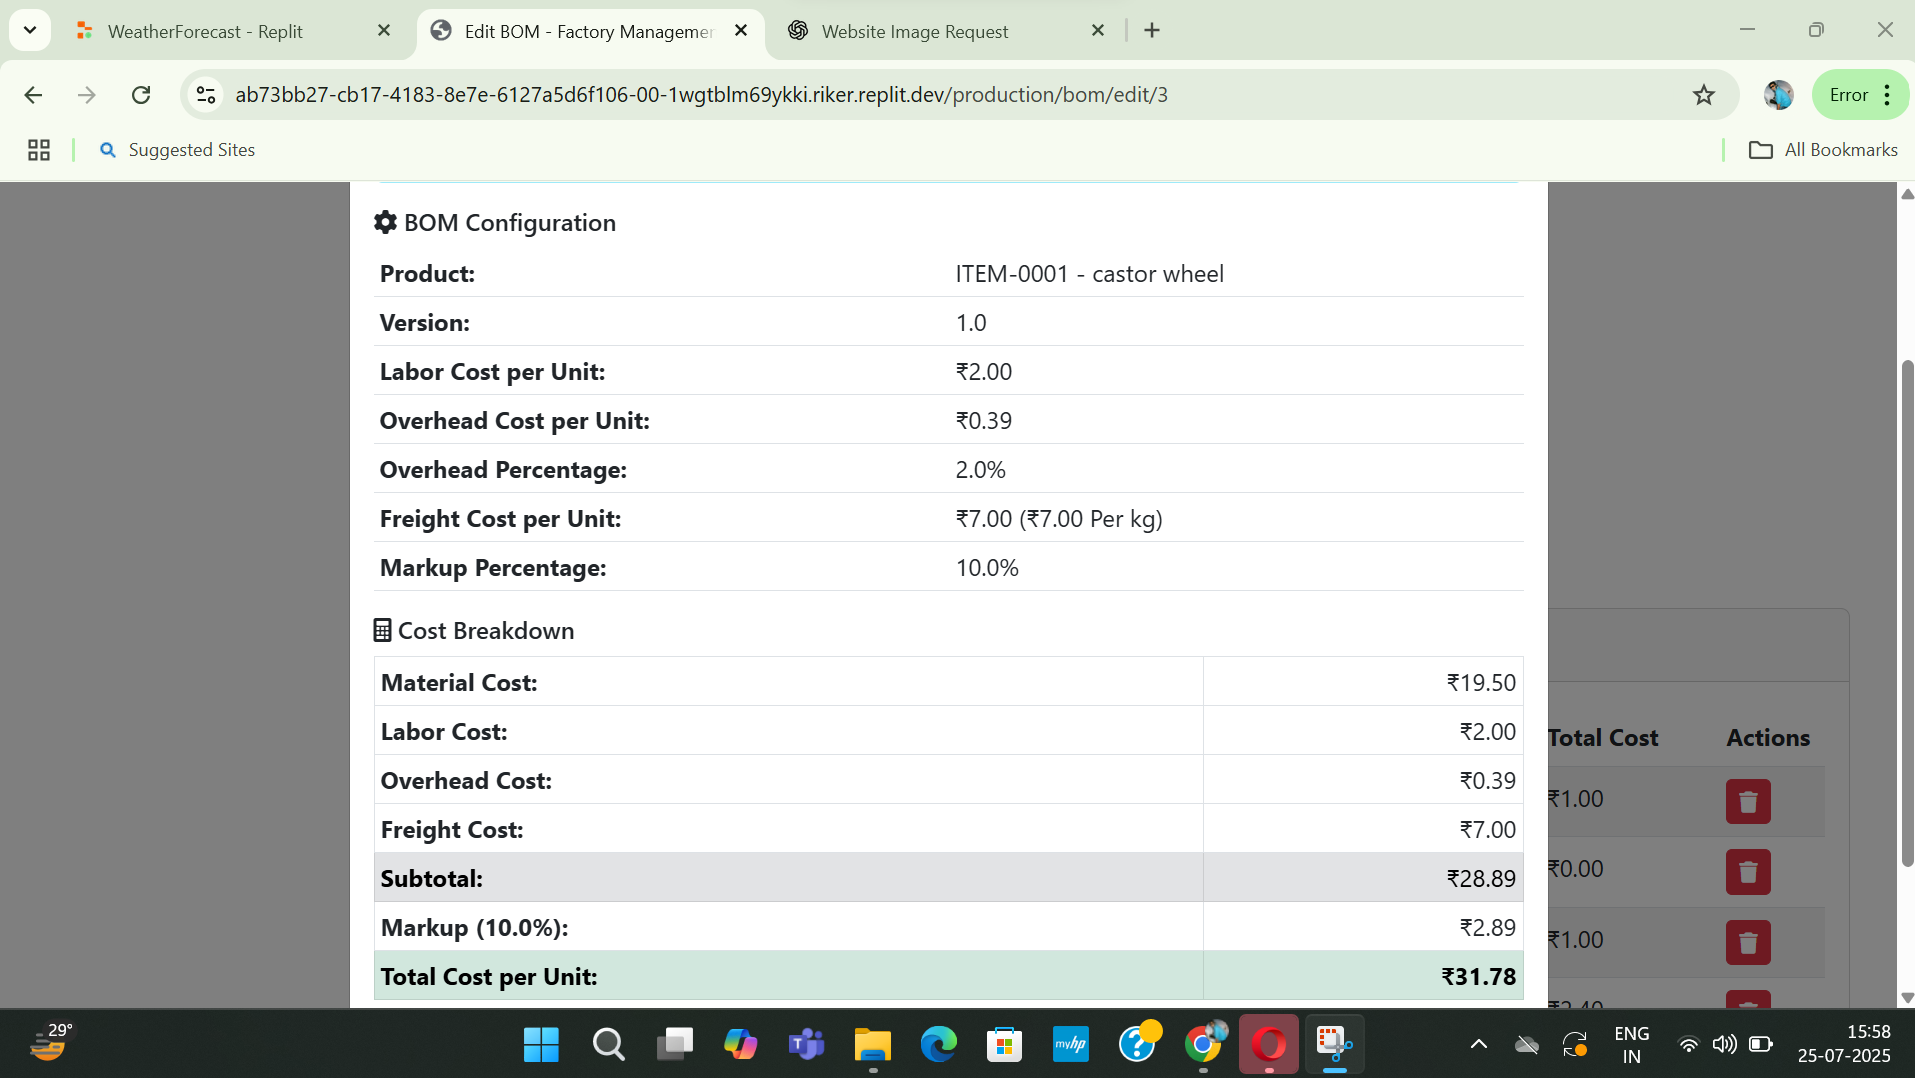 WeatherForecast - Replit
Edit BOM - Factory Managemer
Website Image Request
ab73bb27-cb17-4183-8e7e-6127a5d6f106-00-1wgtblm69ykki.riker.replit.dev/production/bom/edit/3
Error
Suggested Sites
All Bookmarks
BOM Configuration
Product: ITEM-0001 - castor wheel
Version: 1.0
Labor Cost per Unit: ₹2.00
Overhead Cost per Unit: ₹0.39
Overhead Percentage: 2.0%
Freight Cost per Unit: ₹7.00 (₹7.00 Per kg)
Markup Percentage: 10.0%
Cost Breakdown
Material Cost: ₹19.50
Labor Cost: ₹2.00
Overhead Cost: ₹0.39
Freight Cost: ₹7.00
Subtotal: ₹28.89
Markup (10.0%): ₹2.89
Total Cost per Unit: ₹31.78
Total Cost Actions
₹1.00
₹0.00
₹1.00
29°
myhp
ENG
IN
15:58
25-07-2025